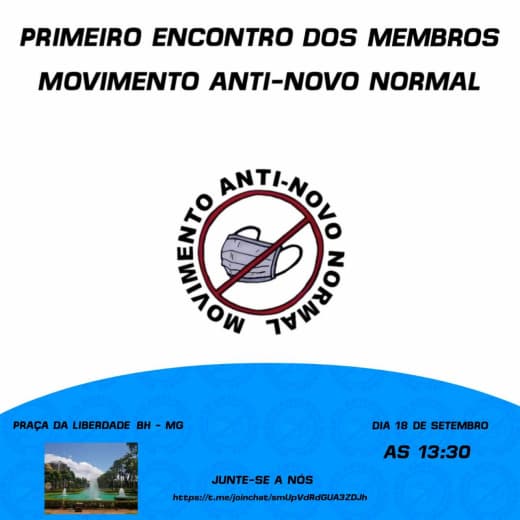 PRIMEIRO ENCONTRO DOS MEMBROS
MOVIMENTO ANTI-NOVO NORMAL
MOVIMENTO ANTI-NOVO NORMAL
PRAÇA DA LIBERDADE BH - MG
DIA 18 DE SETEMBRO
AS 13:30
JUNTE-SE A NÓS
https://t.me/joinchat/smUpVdRdGUA3ZDJh